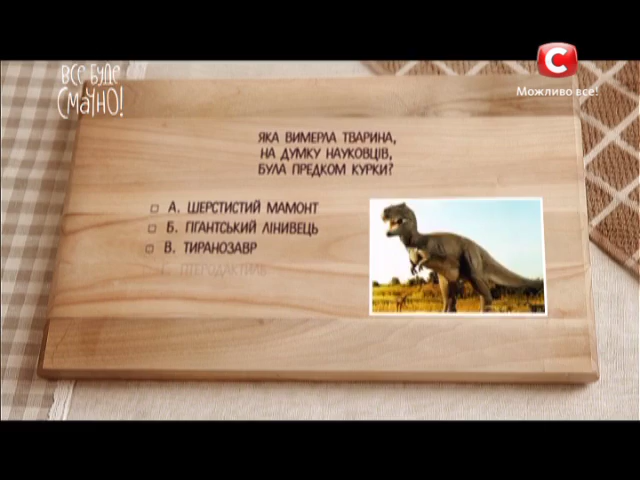 ВСЕ БУДЕ
СМАЧНО!
С
Можливо все!
ЯКА ВИМЕРЛА ТВАРИНА,
НА ДУМКУ НАУКОВЦІВ,
БУЛА ПРЕДКОМ КУРКИ?
А. ШЕРСТИСТИЙ МАМОНТ
Б. ГІГАНТСЬКИЙ ЛІНИВЕЦЬ
В. ТИРАНОЗАВР
Г. ПТЕРОДАКТИЛЬ